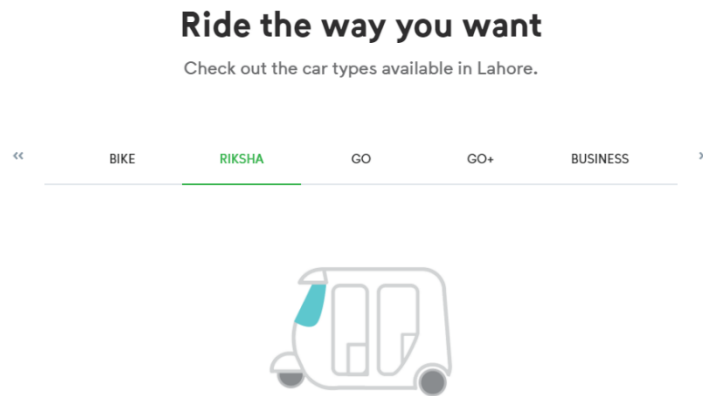 Ride the way you want
Check out the car types available in Lahore.
« BIKE RIKSHA GO GO+ BUSINESS